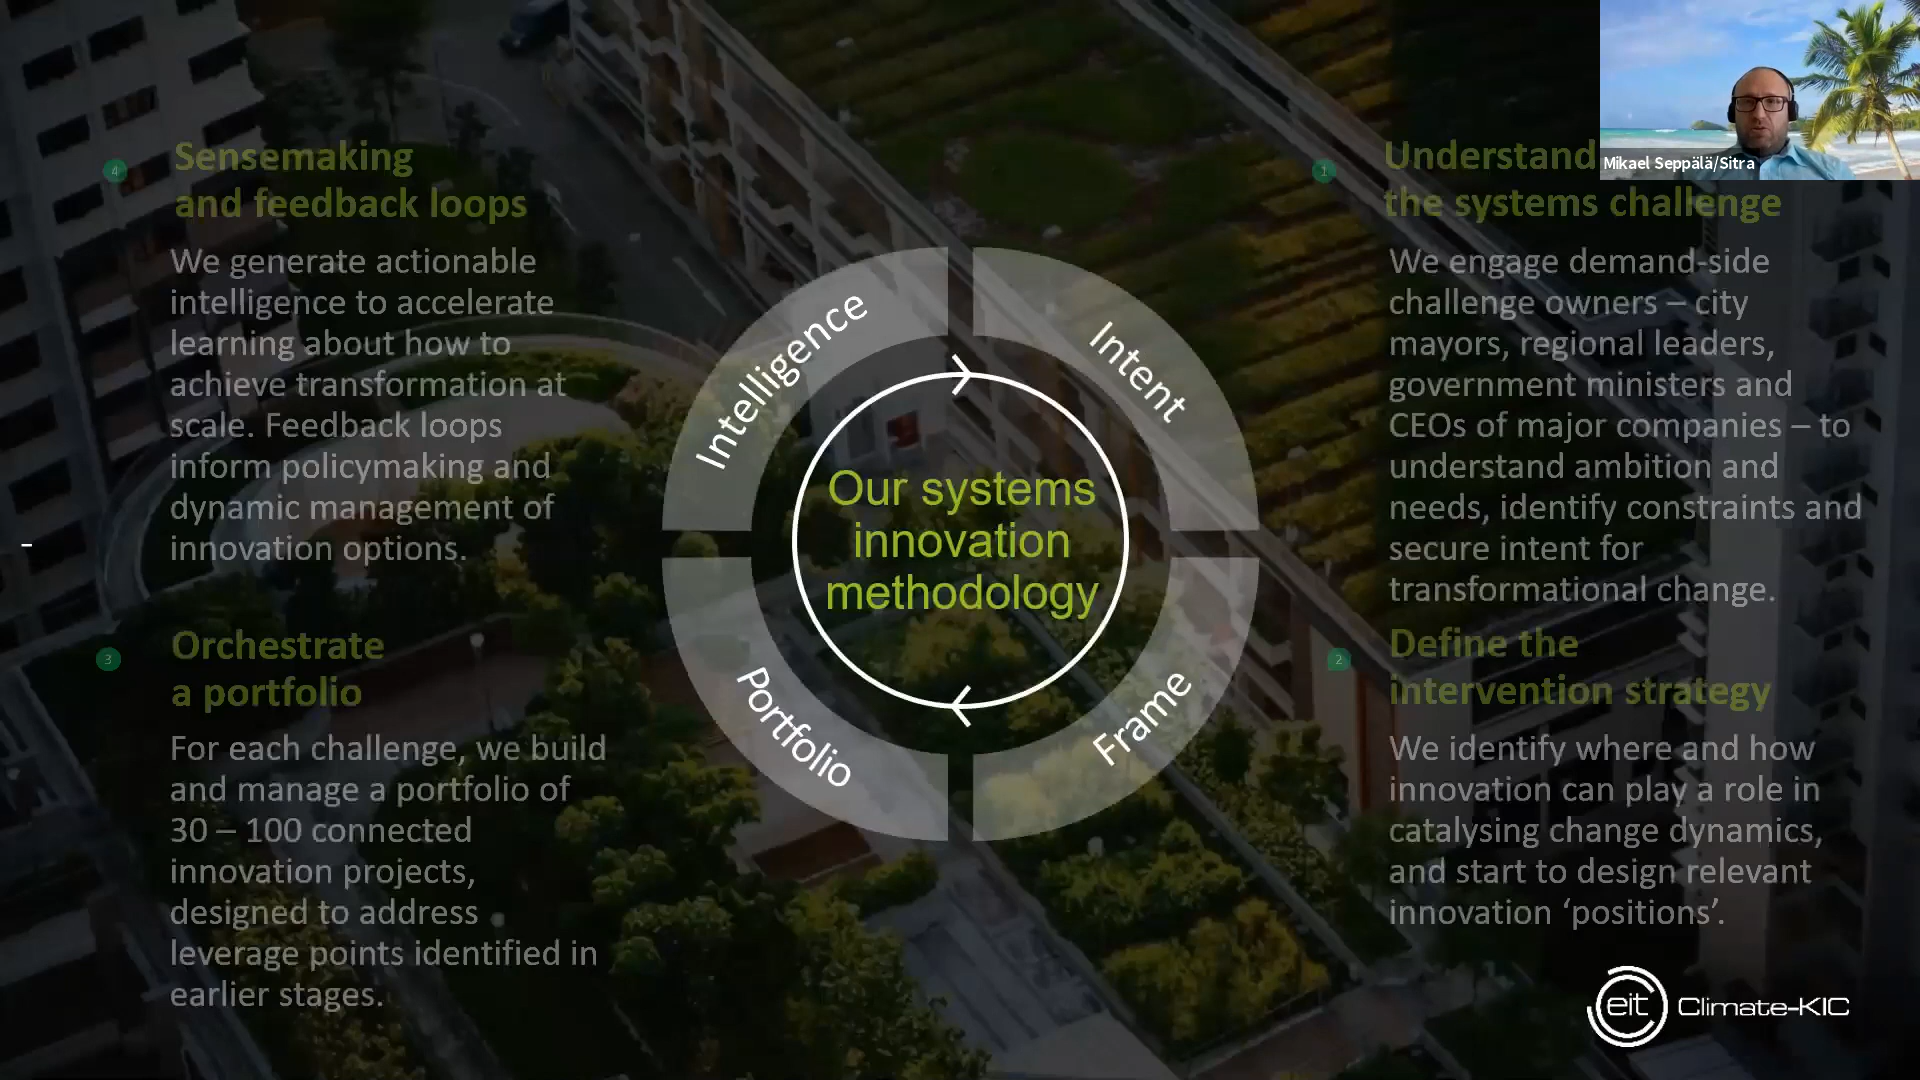 Mikael Seppälä/Sitra
4
Sensemaking
and feedback loops
We generate actionable
intelligence to accelerate
learning about how to
achieve transformation at
scale. Feedback loops
inform policymaking and
dynamic management of
innovation options.
1
Understand
the systems challenge
We engage demand-side
challenge owners – city
mayors, regional leaders,
government ministers and
CEOs of major companies – to
understand ambition and
needs, identify constraints and
secure intent for
transformational change.
Intelligence
Intent
Our systems
innovation
methodology
Portfolio
Frame
3
Orchestrate
a portfolio
For each challenge, we build
and manage a portfolio of
30 – 100 connected
innovation projects,
designed to address
leverage points identified in
earlier stages.
2
Define the
intervention strategy
We identify where and how
innovation can play a role in
catalysing change dynamics,
and start to design relevant
innovation ‘positions’.
eit Climate-KIC